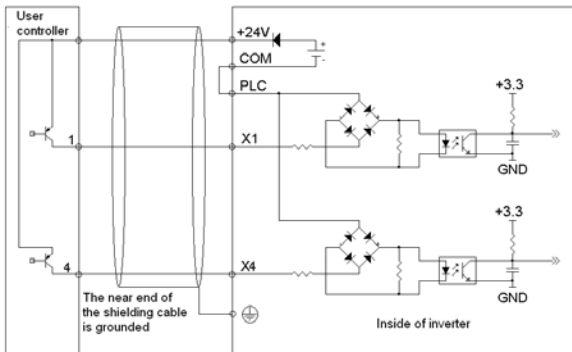 User
controller
+24V
+
-
COM
PLC
+3.3
1
X1
GND
+3.3
4
X4
GND
The near end of
the shielding cable
is grounded
Inside of inverter